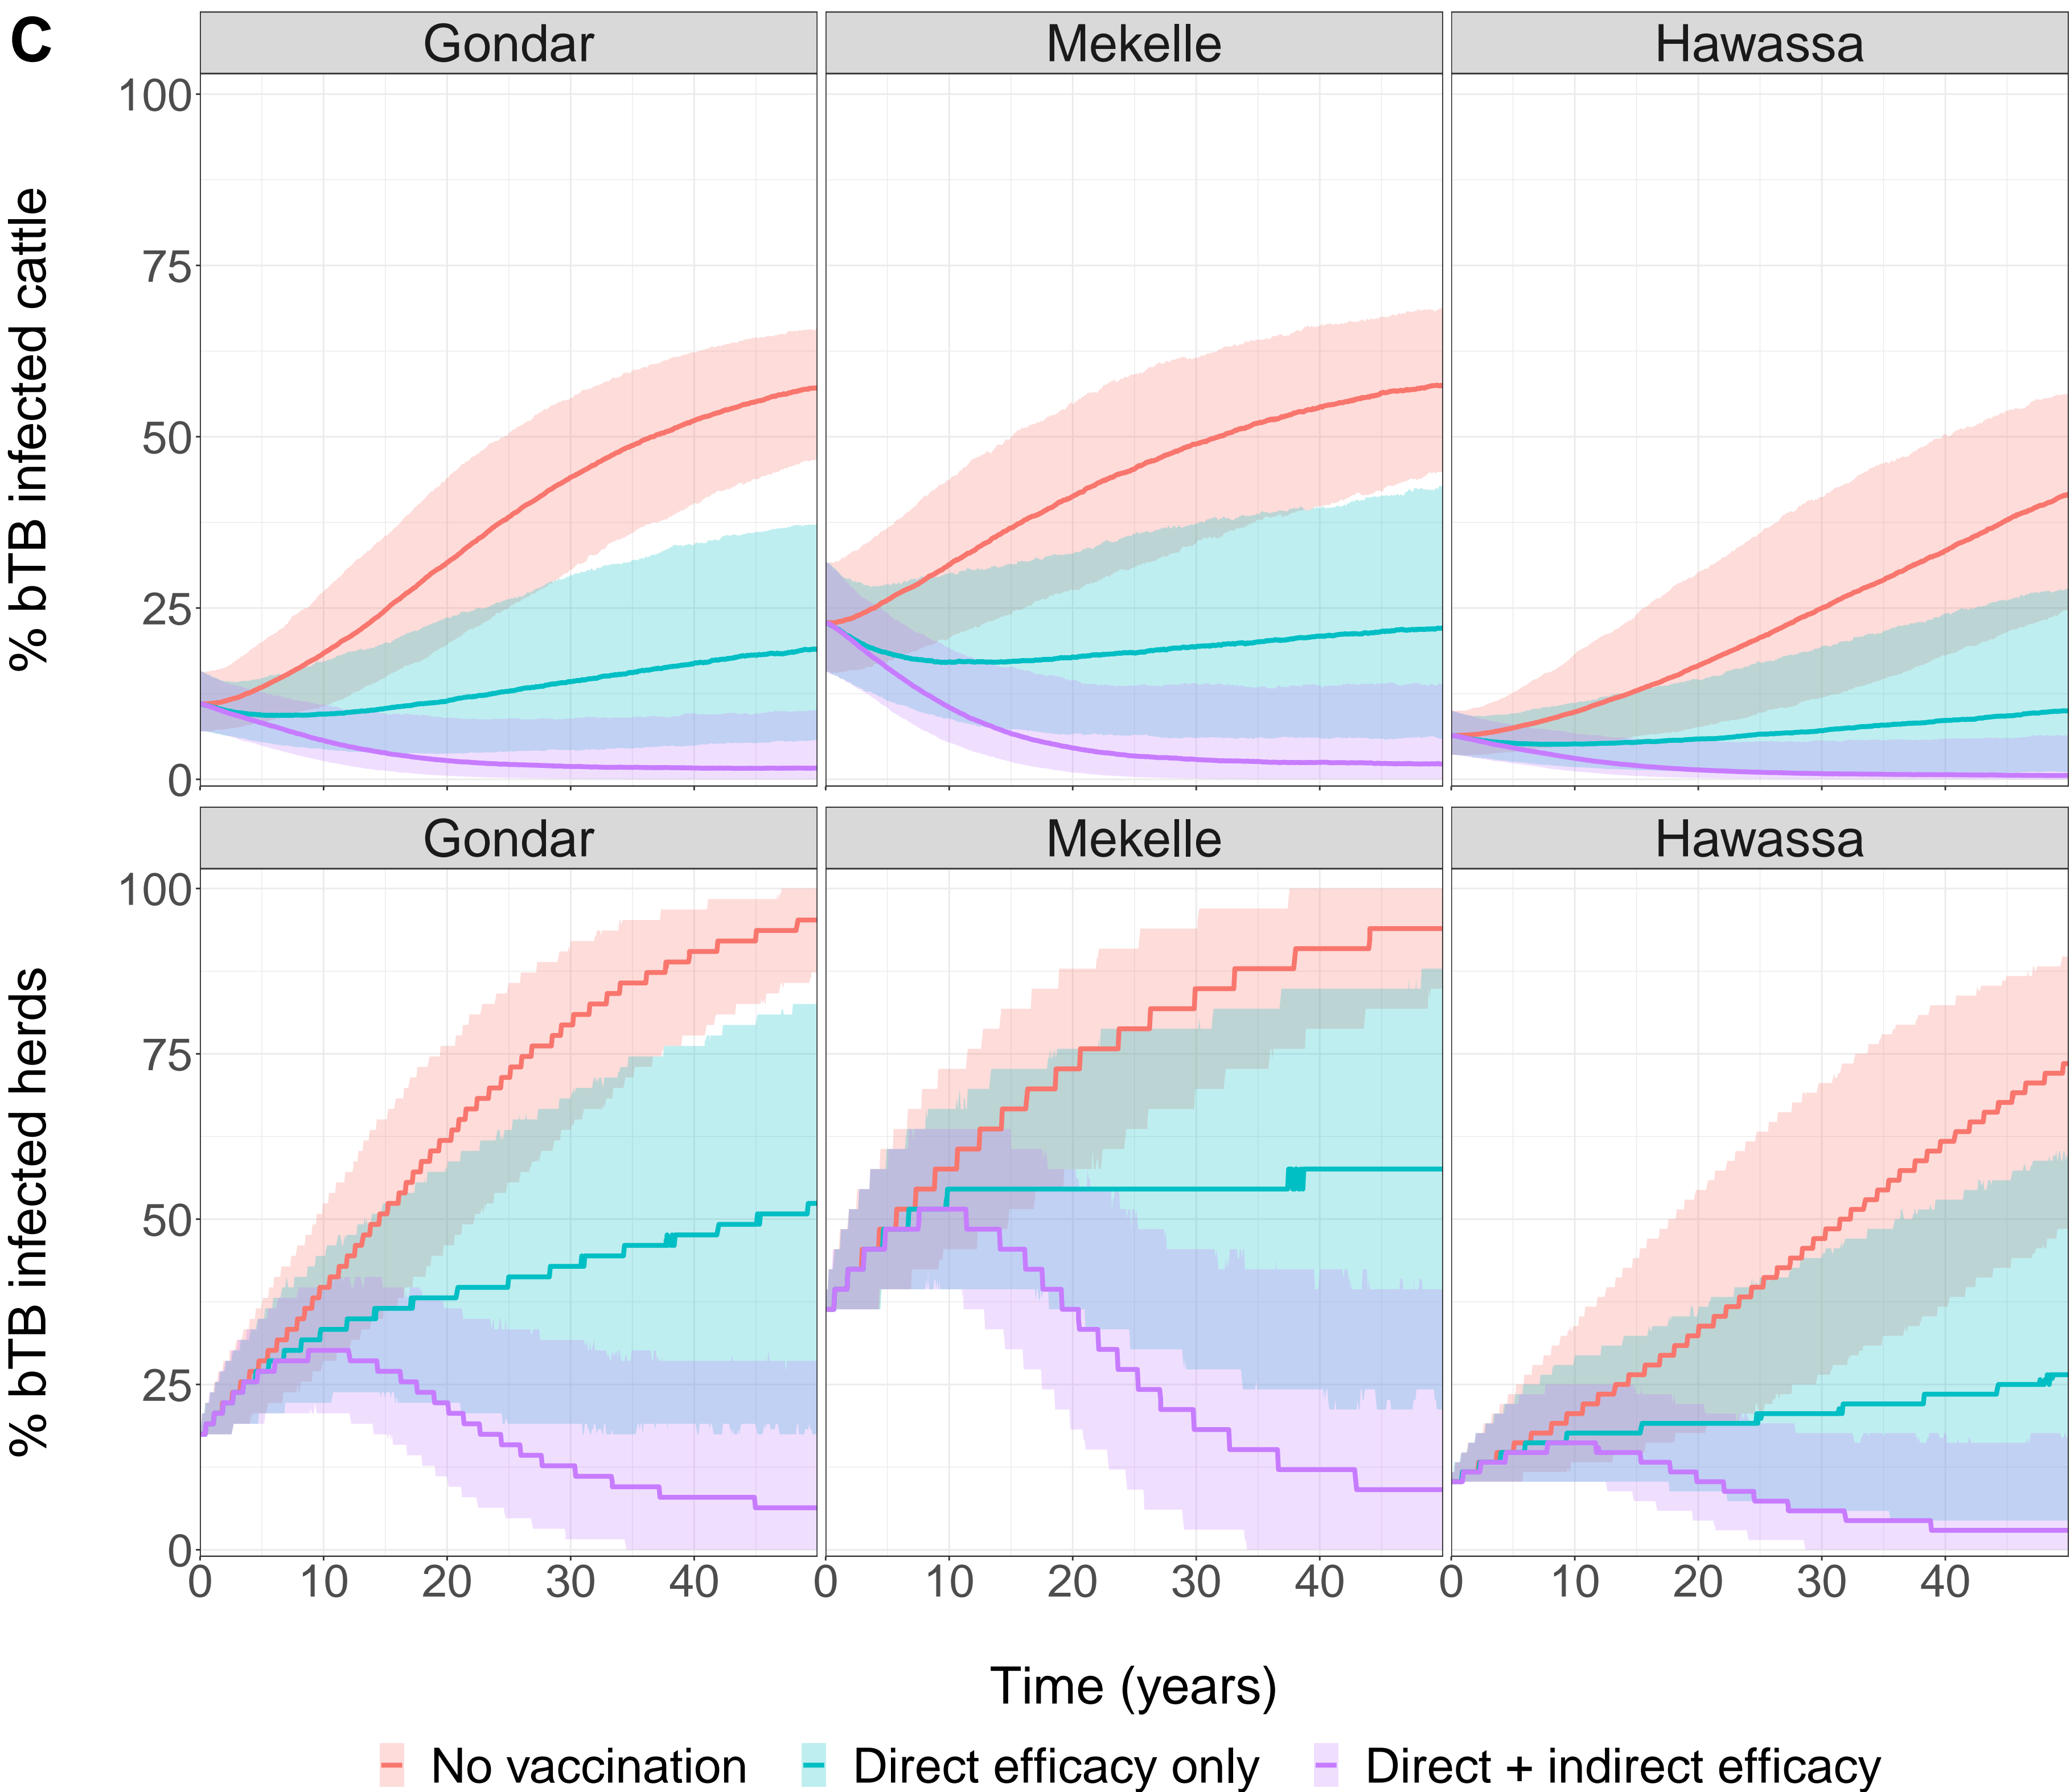 C
Gondar Mekelle Hawassa
% bTB infected cattle
100
75
50
25
0
Gondar Mekelle Hawassa
% bTB infected herds
100
75
50
25
0
0 10 20 30 40 0 10 20 30 40 0 10 20 30 40
Time (years)
No vaccination Direct efficacy only Direct + indirect efficacy